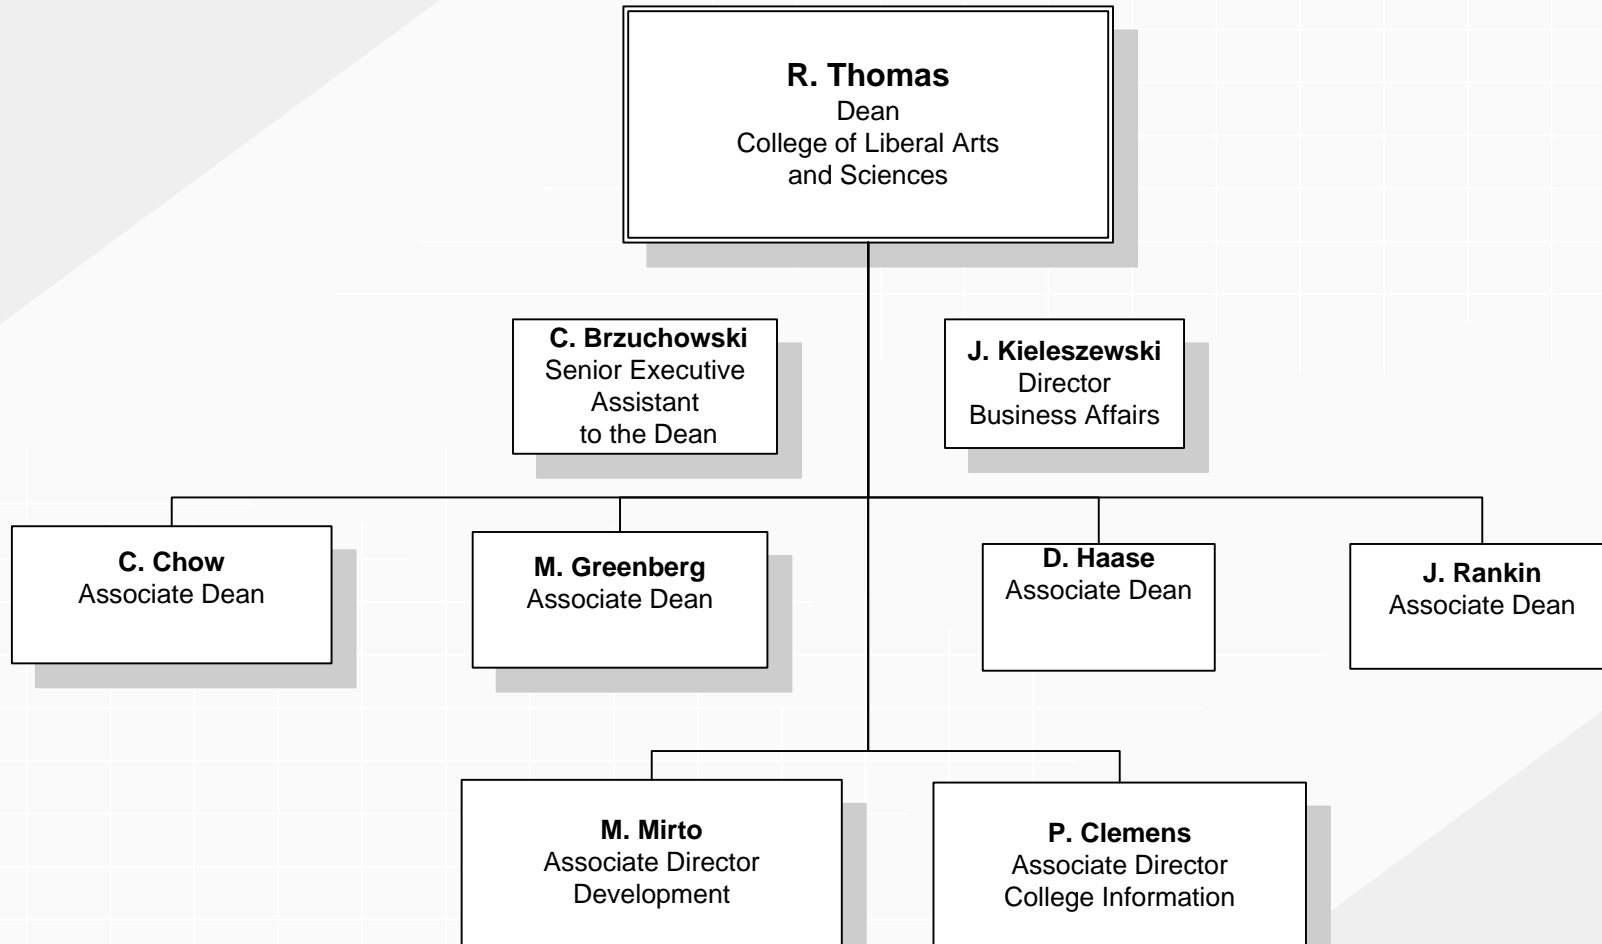 R. Thomas
Dean
College of Liberal Arts
and Sciences
C. Brzuchowski
Senior Executive
Assistant
to the Dean
J. Kieleszewski
Director
Business Affairs
C. Chow
Associate Dean
M. Greenberg
Associate Dean
D. Haase
Associate Dean
J. Rankin
Associate Dean
M. Mirto
Associate Director
Development
P. Clemens
Associate Director
College Information